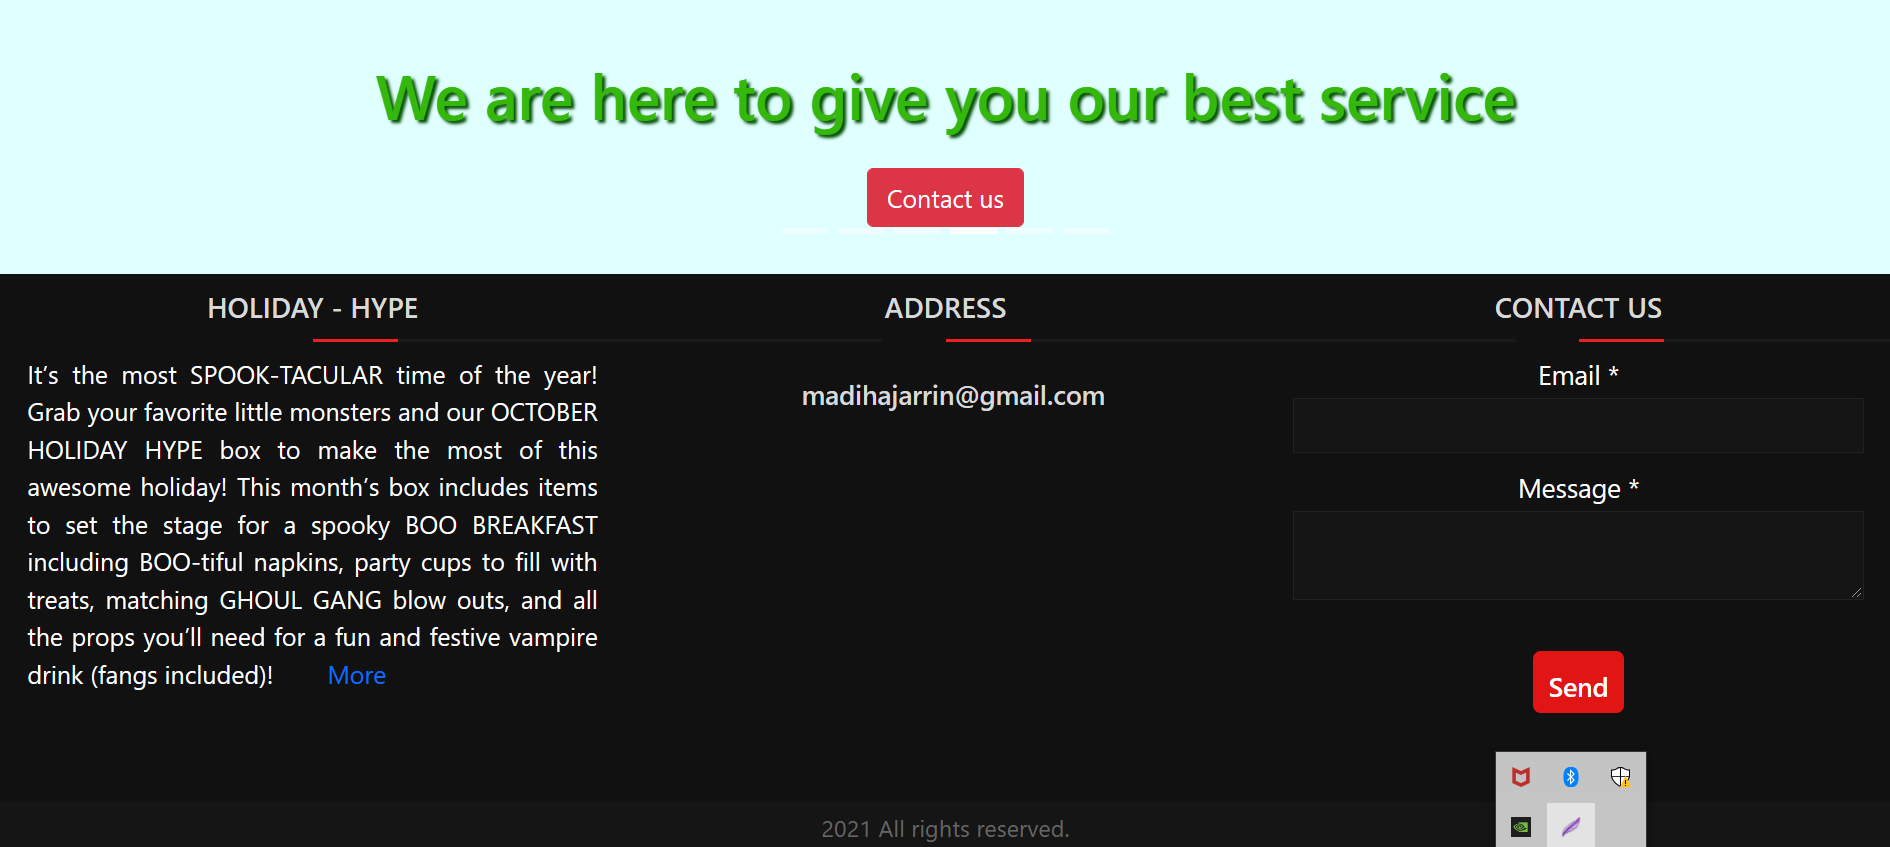 We are here to give you our best service
Contact us
HOLIDAY - HYPE
It’s the most SPOOK-TACULAR time of the year!
Grab your favorite little monsters and our OCTOBER
HOLIDAY HYPE box to make the most of this
awesome holiday! This month’s box includes items
to set the stage for a spooky BOO BREAKFAST
including BOO-tiful napkins, party cups to fill with
treats, matching GHOUL GANG blow outs, and all
the props you’ll need for a fun and festive vampire
drink (fangs included)! More
ADDRESS
madihajarrin@gmail.com
CONTACT US
Email *
Message *
Send
2021 All rights reserved.